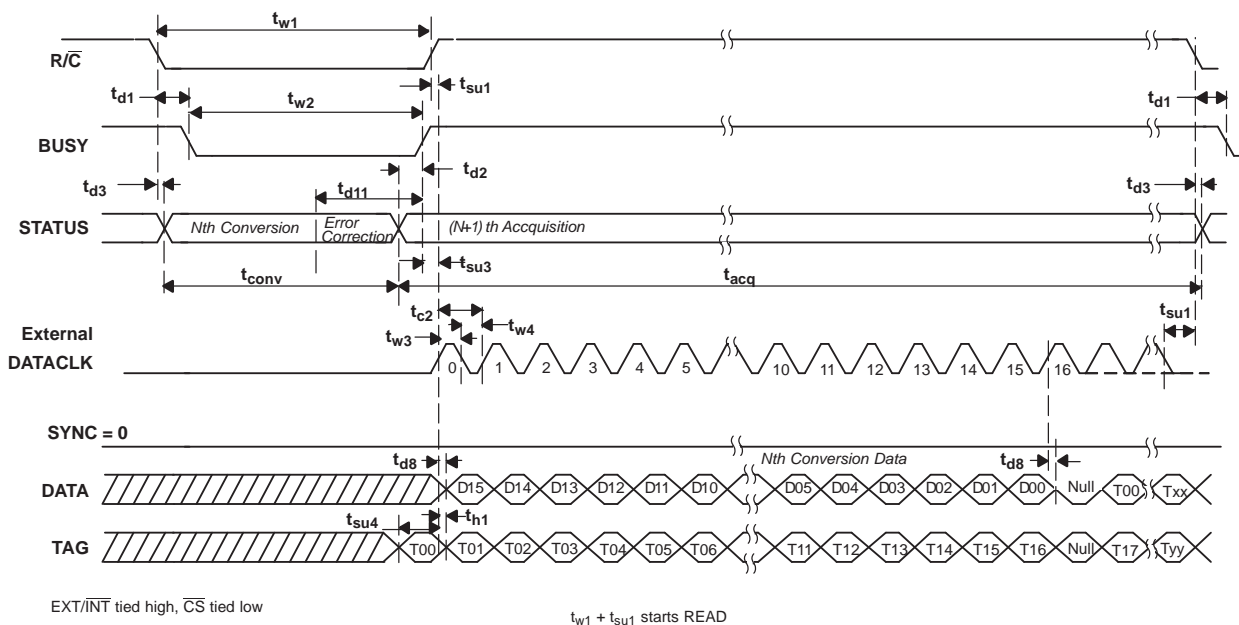 tw1
R/C̅
tsu1
td1
tw2
td1
BUSY
td2
td3
td11
td3
STATUS
Nth Conversion
Error
Correction
(N+1) th Accquisition
tsu3
tconv
tacq
tc2
tsu1
External
tw3
tw4
DATACLK
0 1 2 3 4 5 10 11 12 13 14 15 16
SYNC = 0
td8
Nth Conversion Data
td8
DATA
D15 D14 D13 D12 D11 D10 D05 D04 D03 D02 D01 D00 Null T00 Txx
tsu4
th1
TAG
T00 T01 T02 T03 T04 T05 T06 T11 T12 T13 T14 T15 T16 Null T17 Tyy
EXT/I̅N̅T̅ tied high, C̅S̅ tied low
tw1 + tsu1 starts READ